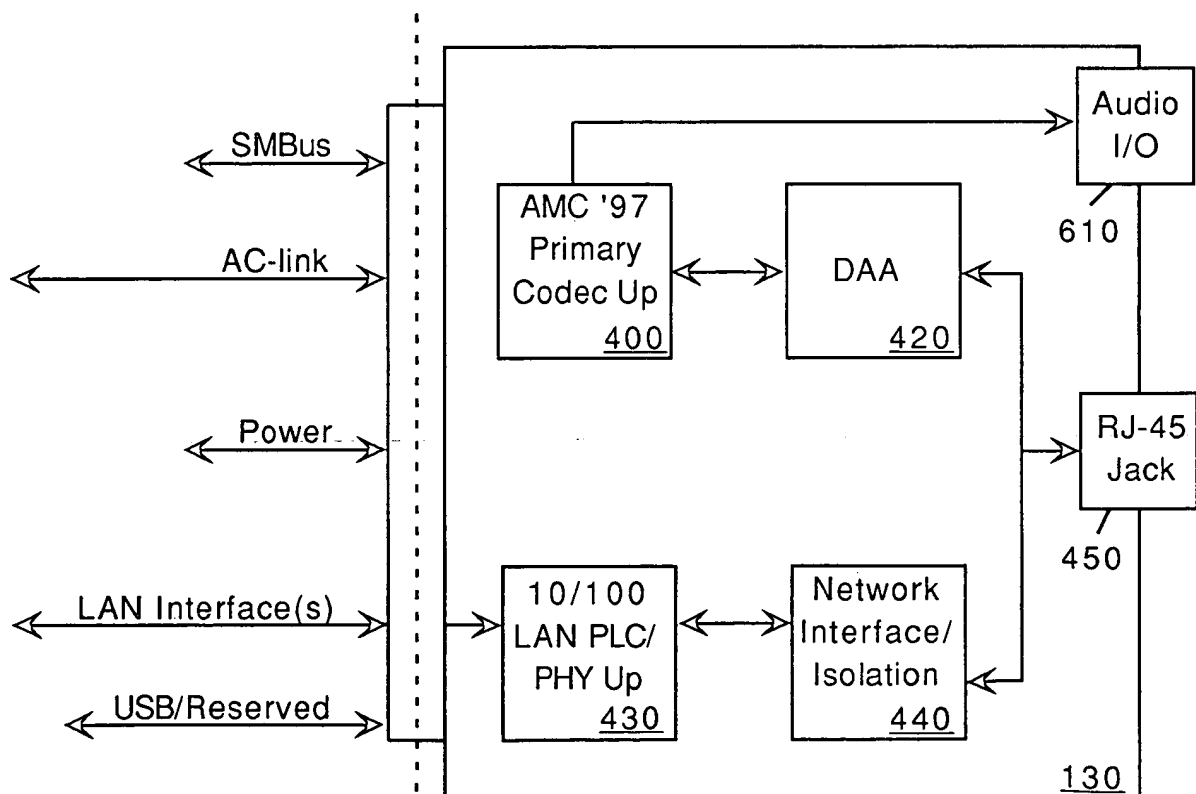 SMBus
AC-link
Power
LAN Interface(s)
USB/Reserved
AMC '97
Primary
Codec Up
400
DAA
420
Audio
I/O
610
RJ-45
Jack
450
10/100
LAN PLC/
PHY Up
430
Network
Interface/
Isolation
440
130